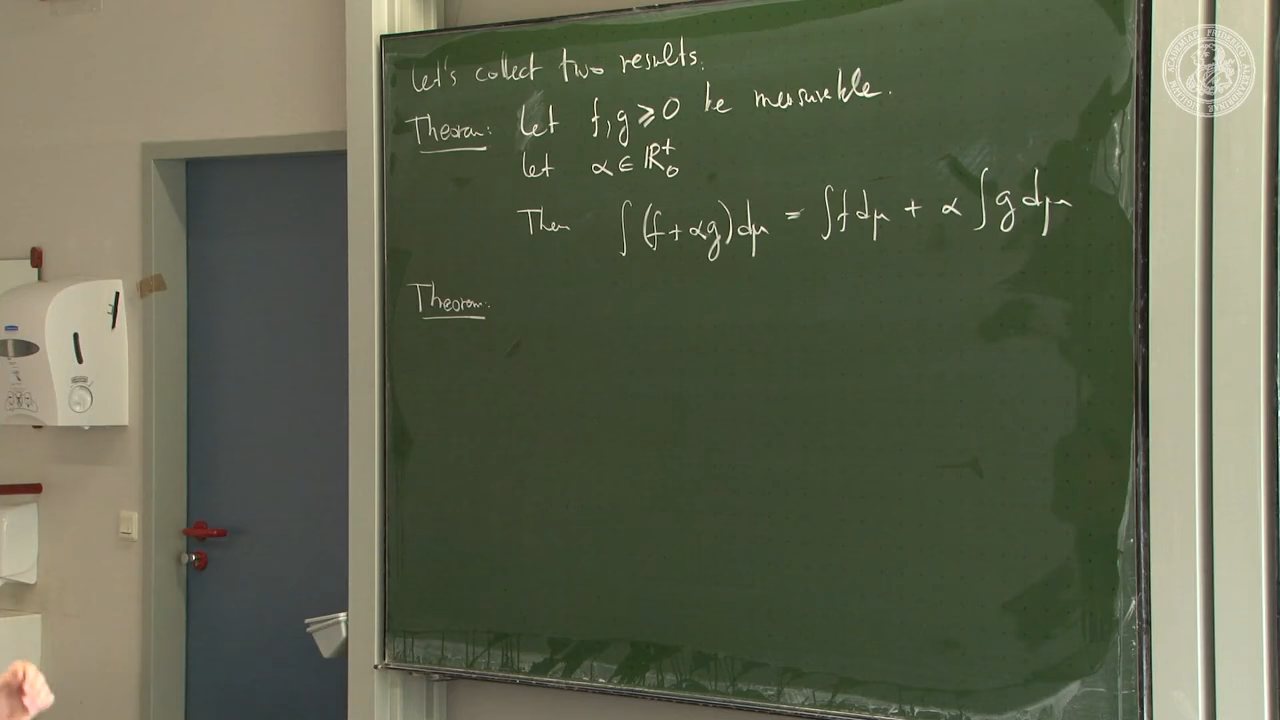 Let's collect two results.
Theorem: Let f, g ⩾ 0 be measurable.
Let α ∈ ℝ₀⁺
Then ∫(f + αg)dμ = ∫f dμ + α ∫g dμ
Theorem: